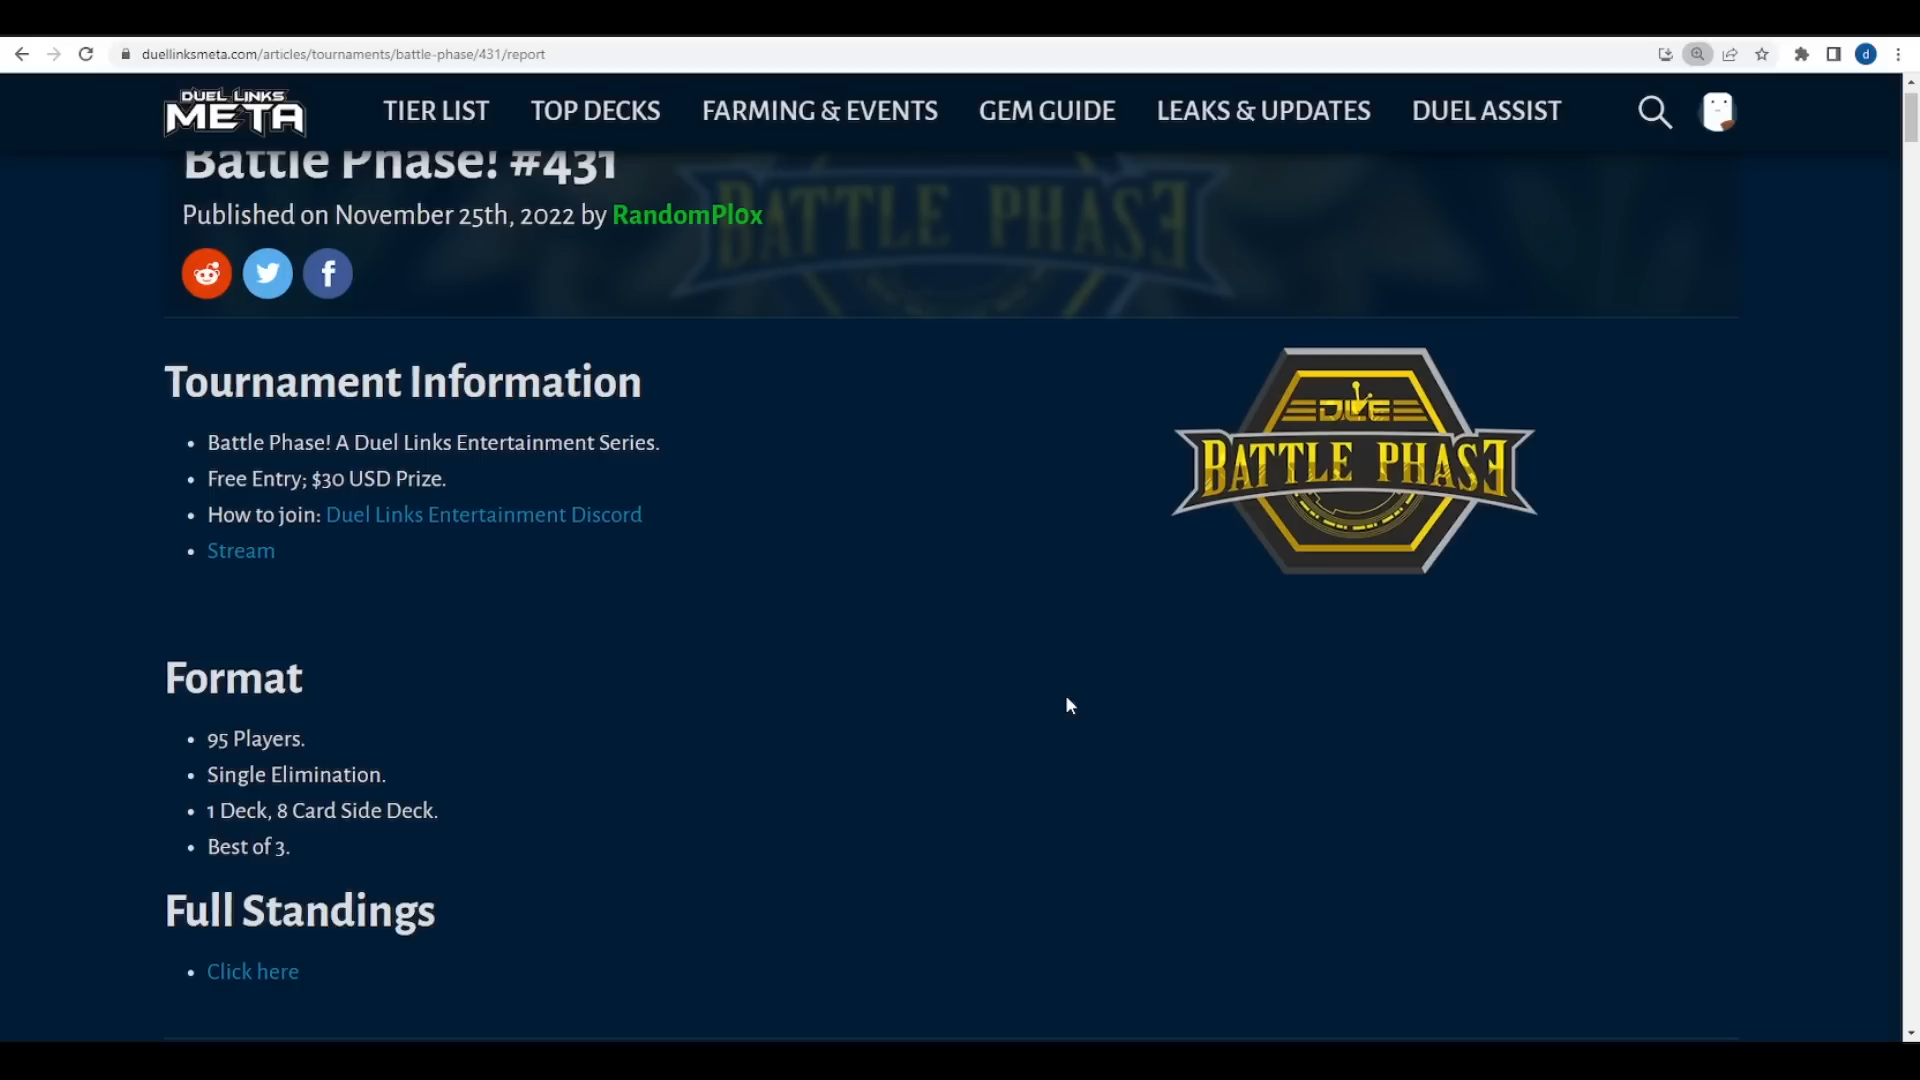 duellinksmeta.com/articles/tournaments/battle-phase/431/report
d
DUEL LINKS
META
TIER LIST
TOP DECKS
FARMING & EVENTS
GEM GUIDE
LEAKS & UPDATES
DUEL ASSIST
Battle Phase! #431
Published on November 25th, 2022 by RandomPl0x
BATTLE PHASE
Tournament Information
• Battle Phase! A Duel Links Entertainment Series.
• Free Entry; $30 USD Prize.
• How to join: Duel Links Entertainment Discord
• Stream
DLE
BATTLE PHASE
Format
• 95 Players.
• Single Elimination.
• 1 Deck, 8 Card Side Deck.
• Best of 3.
Full Standings
• Click here